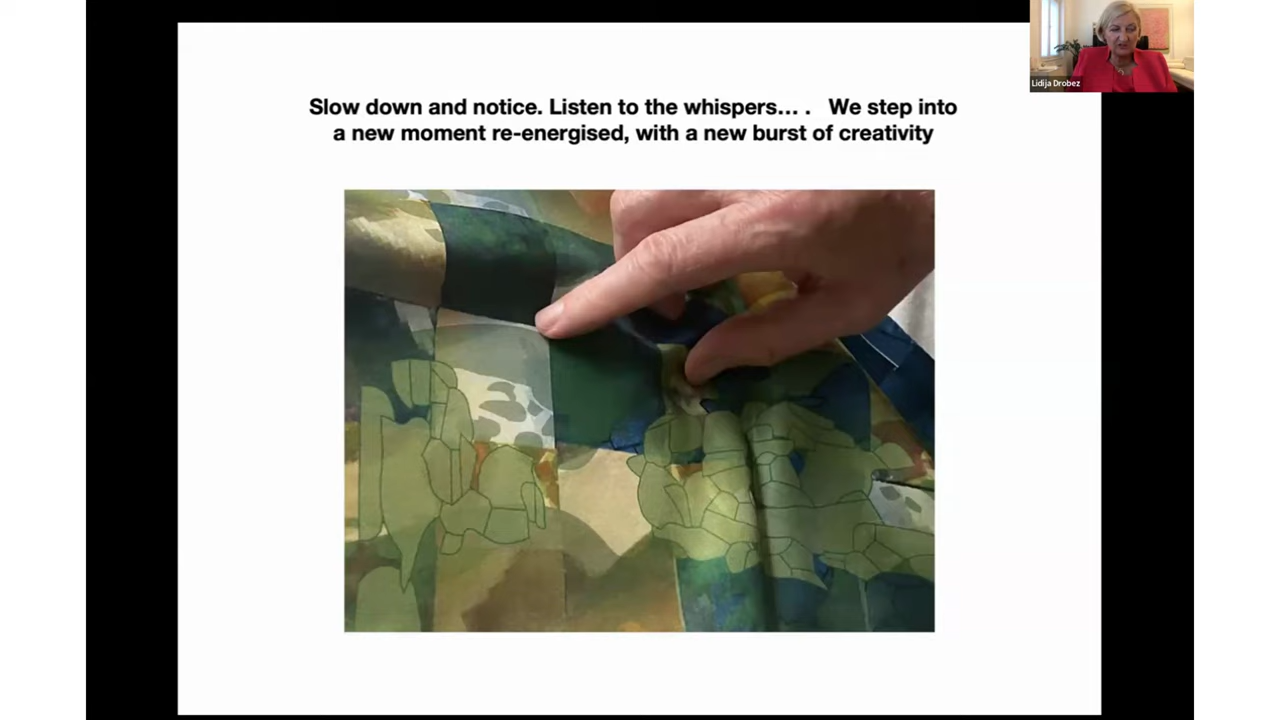 Slow down and notice. Listen to the whispers... . We step into
a new moment re-energised, with a new burst of creativity
Lidija Drobez